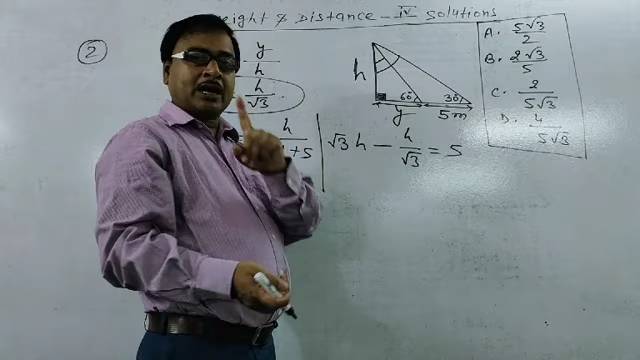 eight & Distance - IV solutions
2
y
h
h
√3
h
+5
h
60
30
y
5m
√3 h - h/√3 = 5
A. 5√3/2
B. 2√3/5
C. 2/5√3
D. 4/5√3